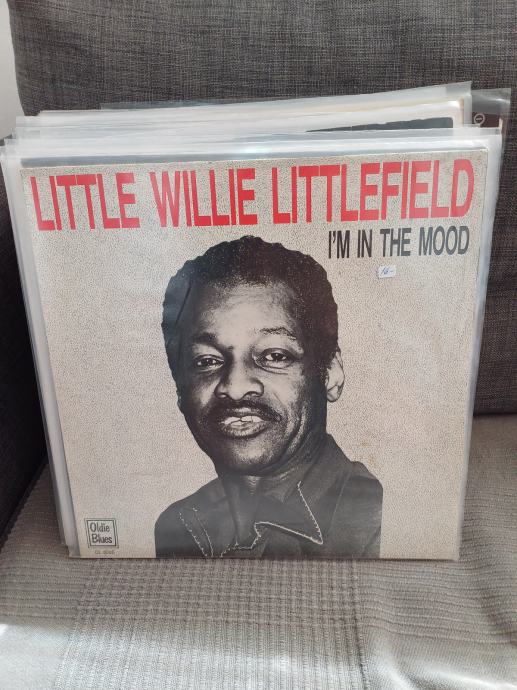 LITTLE WILLIE LITTLEFIELD
I'M IN THE MOOD
Oldie
Blues